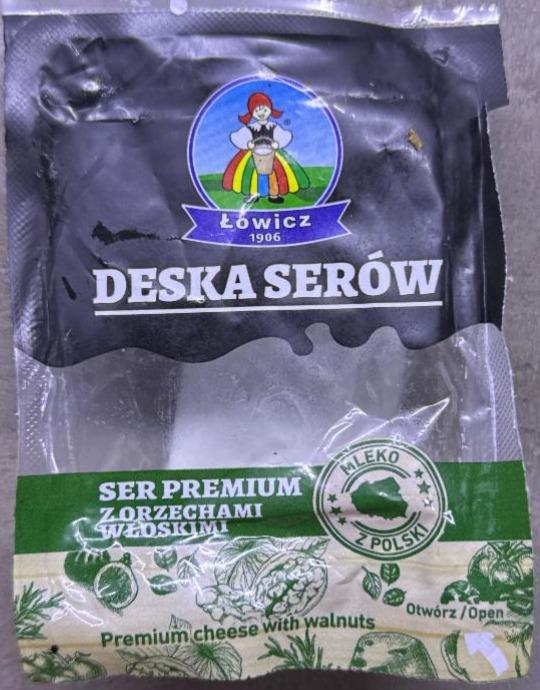 Łowicz
1906
DESKA SERÓW
SER PREMIUM
Z ORZECHAMI
WŁOSKIMI
MLEKO
Z POLSKI
Otwórz / Open
Premium cheese with walnuts